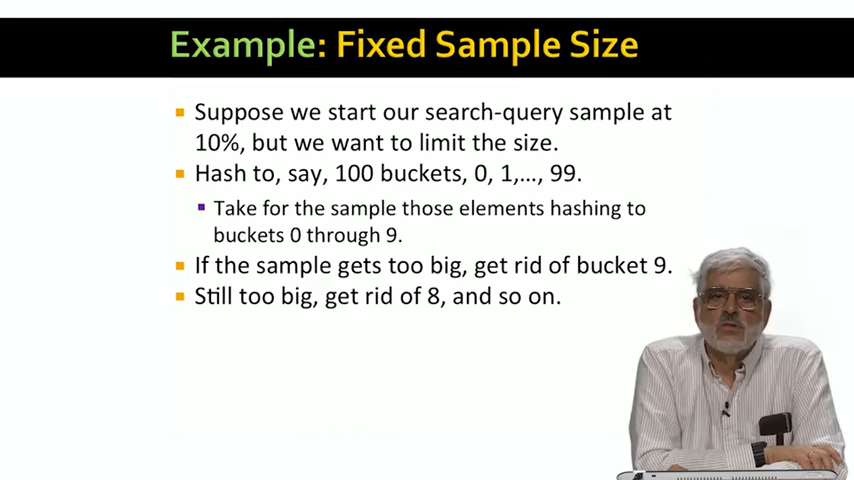 Example: Fixed Sample Size
Suppose we start our search-query sample at
10%, but we want to limit the size.
Hash to, say, 100 buckets, 0, 1,…, 99.
Take for the sample those elements hashing to
buckets 0 through 9.
If the sample gets too big, get rid of bucket 9.
Still too big, get rid of 8, and so on.